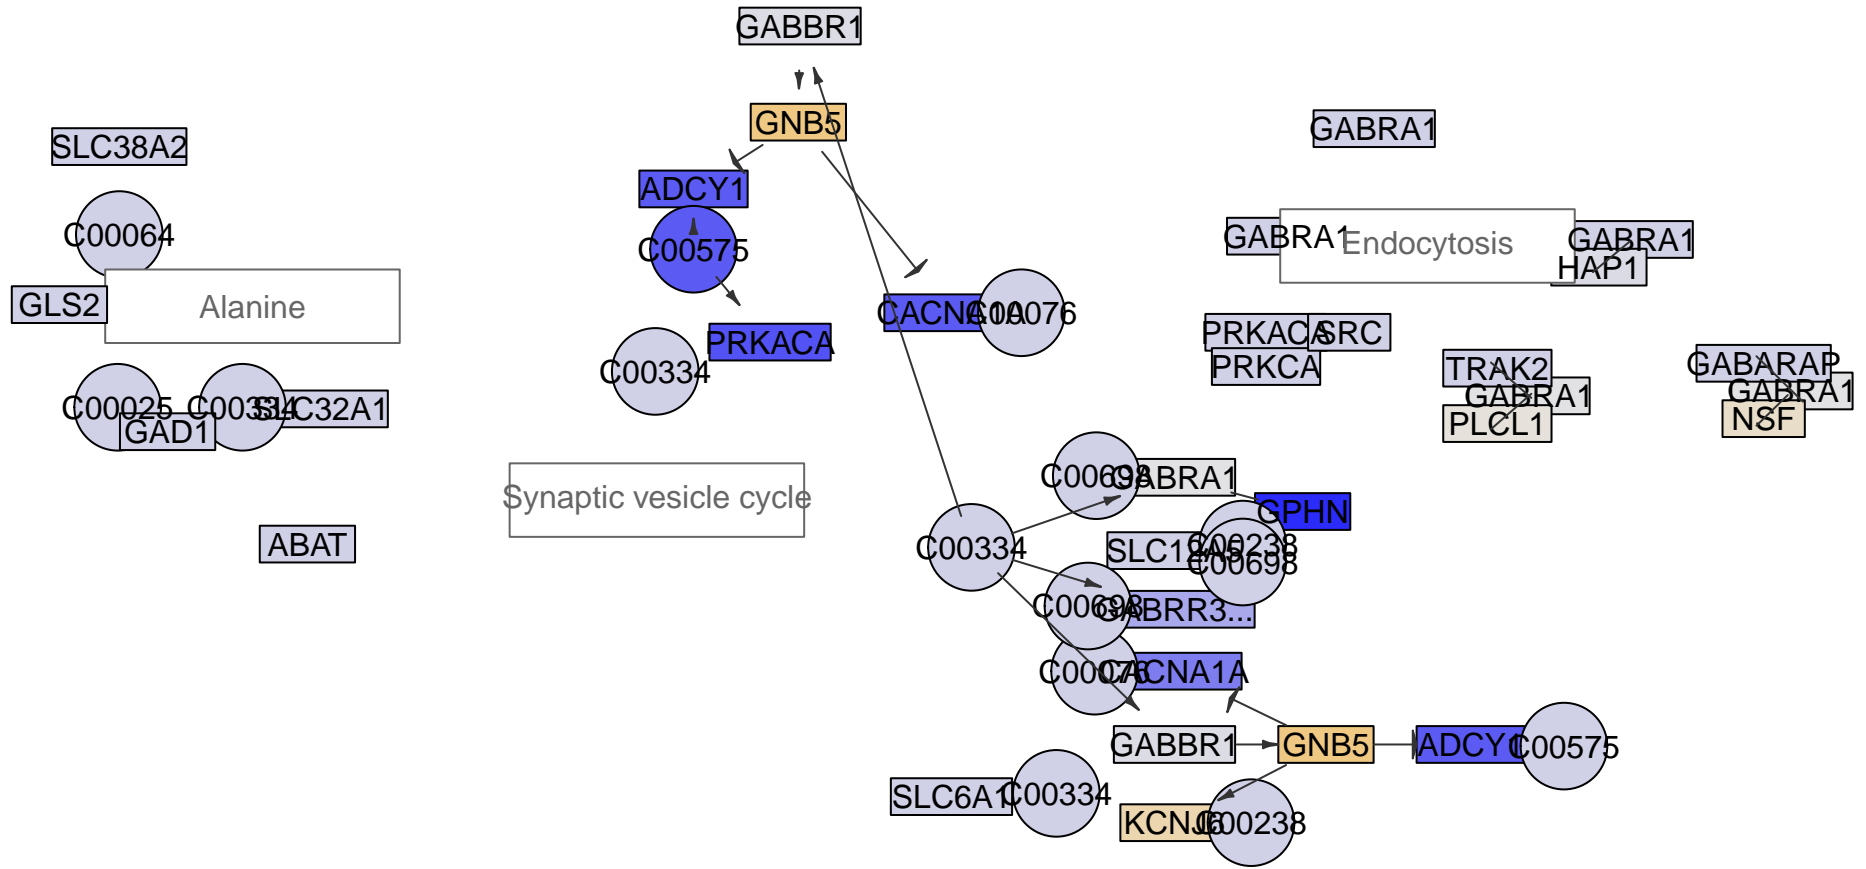 GABBR1
GNB5
GABRA1
SLC38A2
ADCY1
C00064
C00575
GABRA1
Endocytosis
GABRA1
HAP1
GLS2
Alanine
CACNA1A
C00076
PRKACA
C00334
PRKACA
SRC
PRKCA
TRAK2
GABARAP
GABRA1
GABRA1
PLCL1
NSF
C00025
C00334
SLC32A1
GAD1
C00698
GABRA1
Synaptic vesicle cycle
GPHN
ABAT
C00334
SLC12A5
C00238
C00698
C00698
GABRR3...
C00076
CACNA1A
GABBR1
GNB5
ADCY1
C00575
SLC6A1
C00334
KCNJ6
C00238